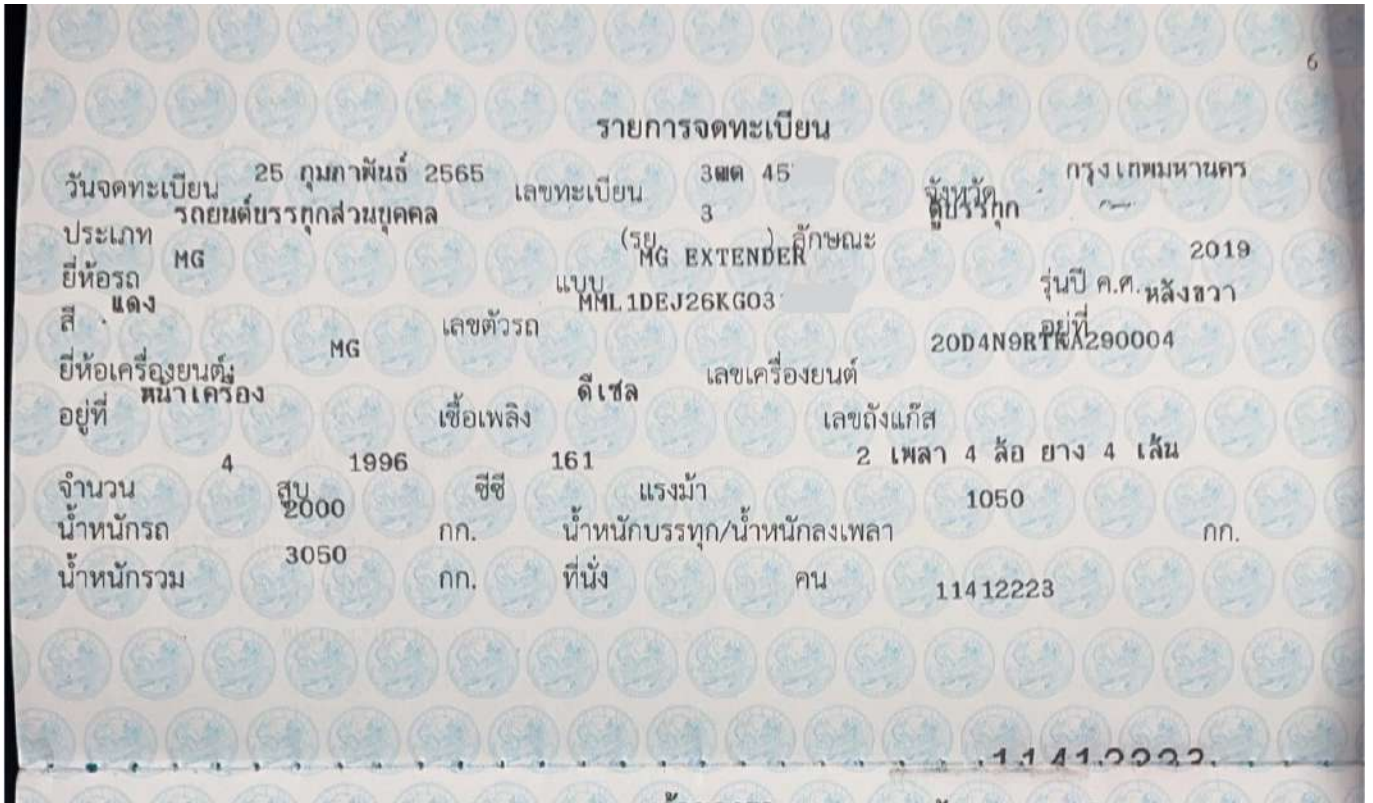 6
รายการจดทะเบียน
วันจดทะเบียน 25 กุมภาพันธ์ 2565 เลขทะเบียน 3ฒต 45 จังหวัด กรุงเทพมหานคร
ประเภท รถยนต์บรรทุกส่วนบุคคล (รย. 3 ) ลักษณะ ตู้บรรทุก
ยี่ห้อรถ MG แบบ MG EXTENDER รุ่นปี ค.ศ. 2019
สี แดง เลขตัวรถ MML1DEJ26KG03 อยู่ที่ หลังขวา
ยี่ห้อเครื่องยนต์ MG เลขเครื่องยนต์ 20D4N9RTKA290004
อยู่ที่ หน้าเครื่อง เชื้อเพลิง ดีเซล เลขถังแก๊ส
จำนวน 4 สูบ 1996 ซีซี 161 แรงม้า 2 เพลา 4 ล้อ ยาง 4 เส้น
น้ำหนักรถ 2000 กก. น้ำหนักบรรทุก/น้ำหนักลงเพลา 1050 กก.
น้ำหนักรวม 3050 กก. ที่นั่ง คน 11412223